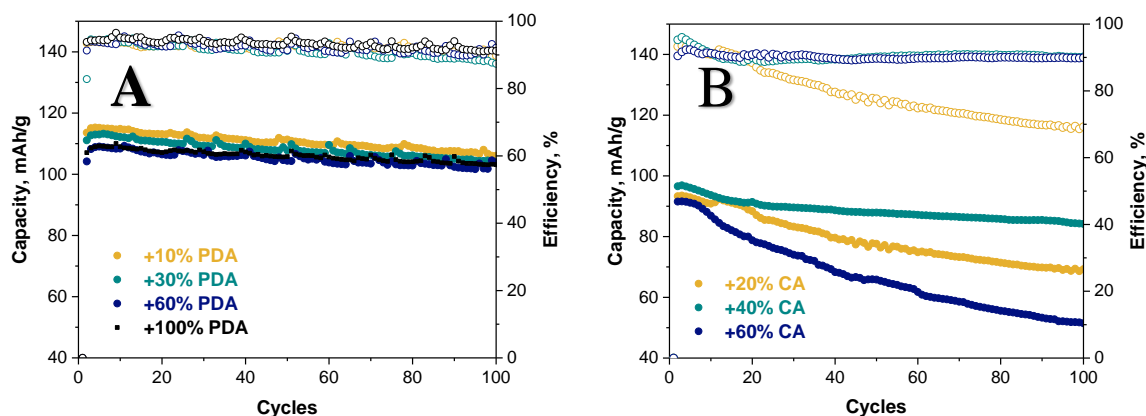 A
Capacity, mAh/g
140
120
100
80
60
40
100
80
60
40
20
0
Efficiency, %
+10% PDA
+30% PDA
+60% PDA
+100% PDA
0 20 40 60 80 100
Cycles
B
Capacity, mAh/g
140
120
100
80
60
40
100
80
60
40
20
0
Efficiency, %
+20% CA
+40% CA
+60% CA
0 20 40 60 80 100
Cycles